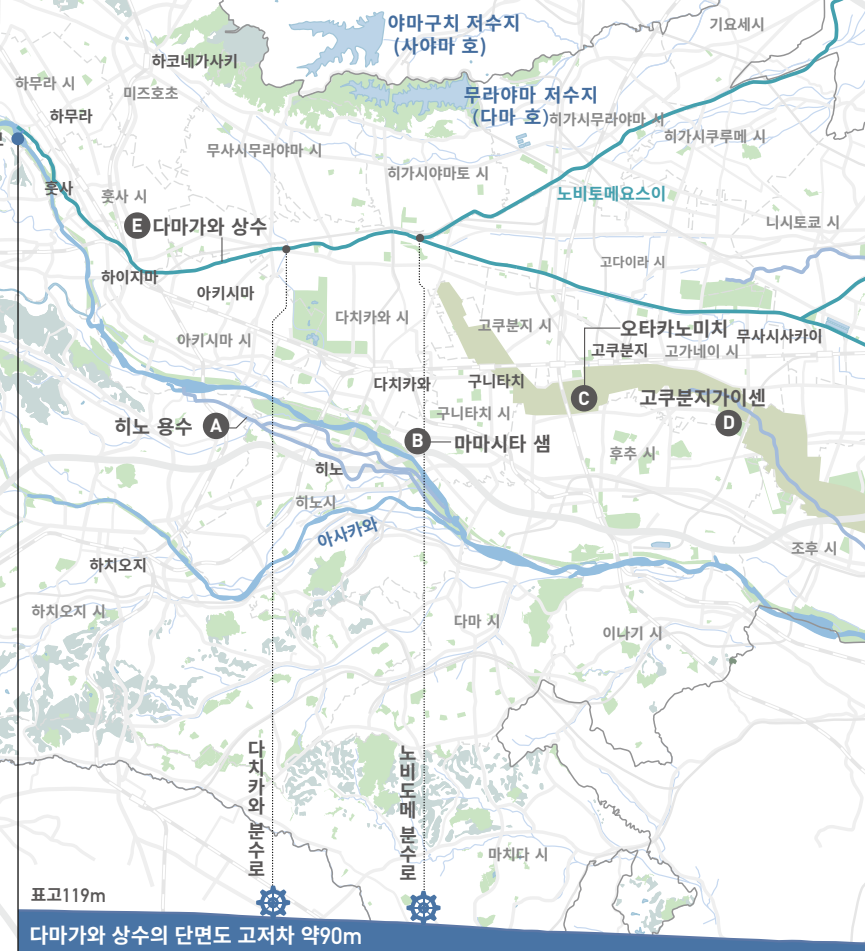 야마구치 저수지
(사야마 호)
기요세시
하코네가사키
하무라 시
미즈호초
무라야마 저수지
(다마 호)
히가시무라야마 시
하무라
히가시쿠루메 시
무사시무라야마 시
히가시야마토 시
훗사
훗사 시
노비토메요스이
E 다마가와 상수
니시토쿄 시
고다이라 시
하이지마
아키시마
다치카와 시
고쿠분지 시
오타카노미치
무사시사카이
아키시마 시
고쿠분지
고가네이 시
다치카와
구니타치
C
고쿠분지가이센
D
구니타치 시
히노 용수 A
B 마마시타 샘
후추 시
히노
히노시
아사카와
조후 시
하치오지
하치오지 시
다마 시
이나기 시
다치카와 분수로
노비도메 분수로
마치다 시
표고119m
다마가와 상수의 단면도 고저차 약90m